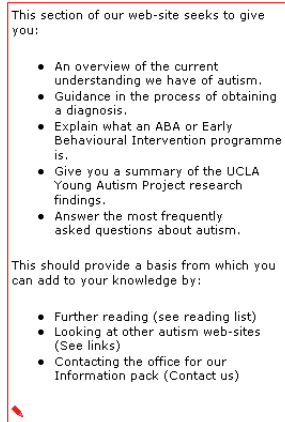 This section of our web-site seeks to give
you:
● An overview of the current
understanding we have of autism.
● Guidance in the process of obtaining
a diagnosis.
● Explain what an ABA or Early
Behavioural Intervention programme
is.
● Give you a summary of the UCLA
Young Autism Project research
findings.
● Answer the most frequently
asked questions about autism.
This should provide a basis from which you
can add to your knowledge by:
● Further reading (see reading list)
● Looking at other autism web-sites
(See links)
● Contacting the office for our
Information pack (Contact us)